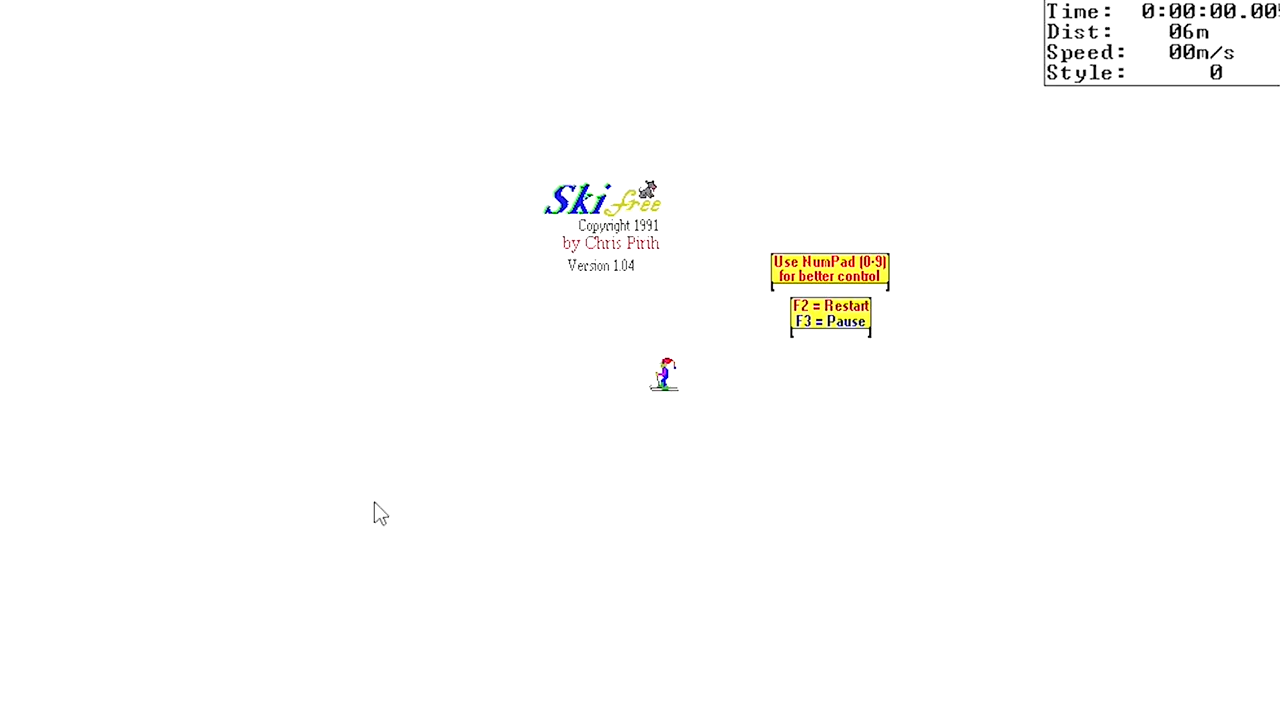 Time: 0:00:00.005
Dist: 06m
Speed: 00m/s
Style: 0
Ski free
Copyright 1991
by Chris Pirih
Version 1.04
Use NumPad (0-9)
for better control
F2 = Restart
F3 = Pause